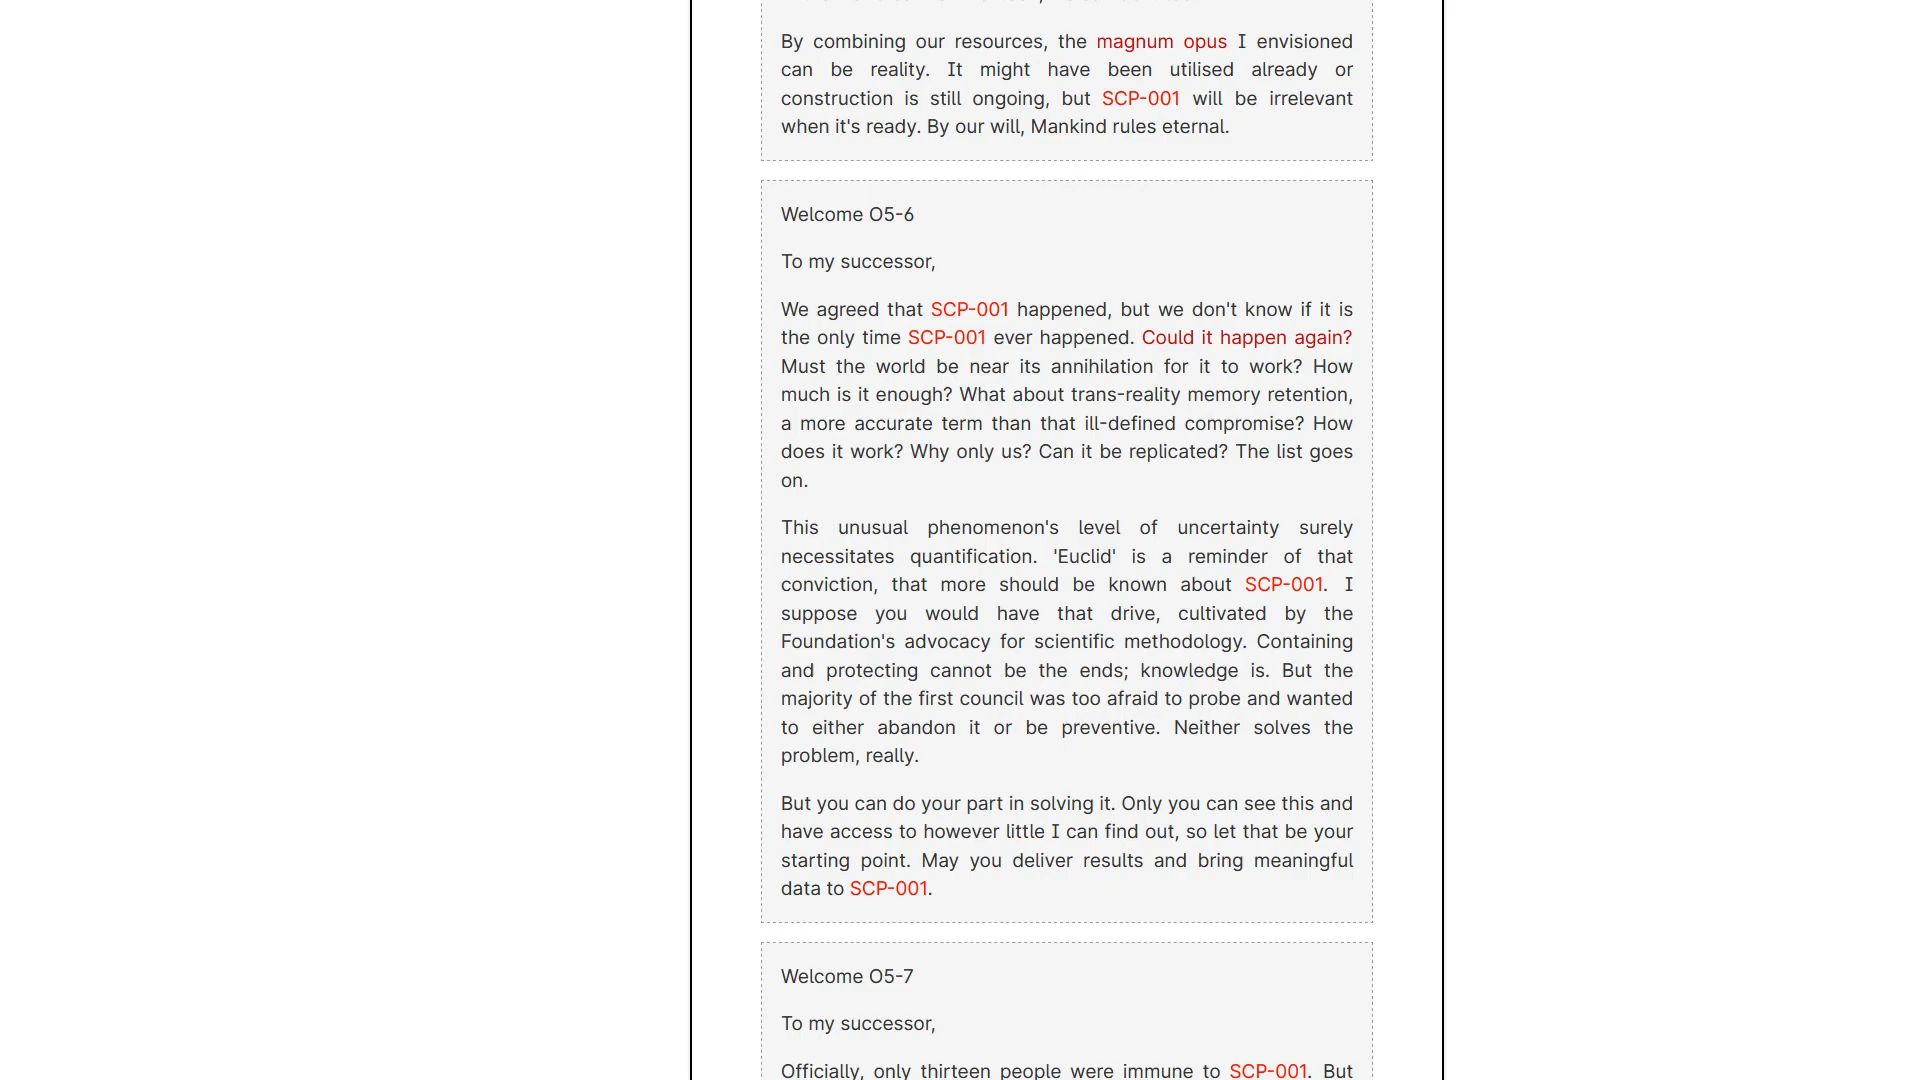 By combining our resources, the magnum opus I envisioned
can be reality. It might have been utilised already or
construction is still ongoing, but SCP-001 will be irrelevant
when it's ready. By our will, Mankind rules eternal.
Welcome O5-6
To my successor,
We agreed that SCP-001 happened, but we don't know if it is
the only time SCP-001 ever happened. Could it happen again?
Must the world be near its annihilation for it to work? How
much is it enough? What about trans-reality memory retention,
a more accurate term than that ill-defined compromise? How
does it work? Why only us? Can it be replicated? The list goes
on.
This unusual phenomenon's level of uncertainty surely
necessitates quantification. 'Euclid' is a reminder of that
conviction, that more should be known about SCP-001. I
suppose you would have that drive, cultivated by the
Foundation's advocacy for scientific methodology. Containing
and protecting cannot be the ends; knowledge is. But the
majority of the first council was too afraid to probe and wanted
to either abandon it or be preventive. Neither solves the
problem, really.
But you can do your part in solving it. Only you can see this and
have access to however little I can find out, so let that be your
starting point. May you deliver results and bring meaningful
data to SCP-001.
Welcome O5-7
To my successor,
Officially, only thirteen people were immune to SCP-001. But